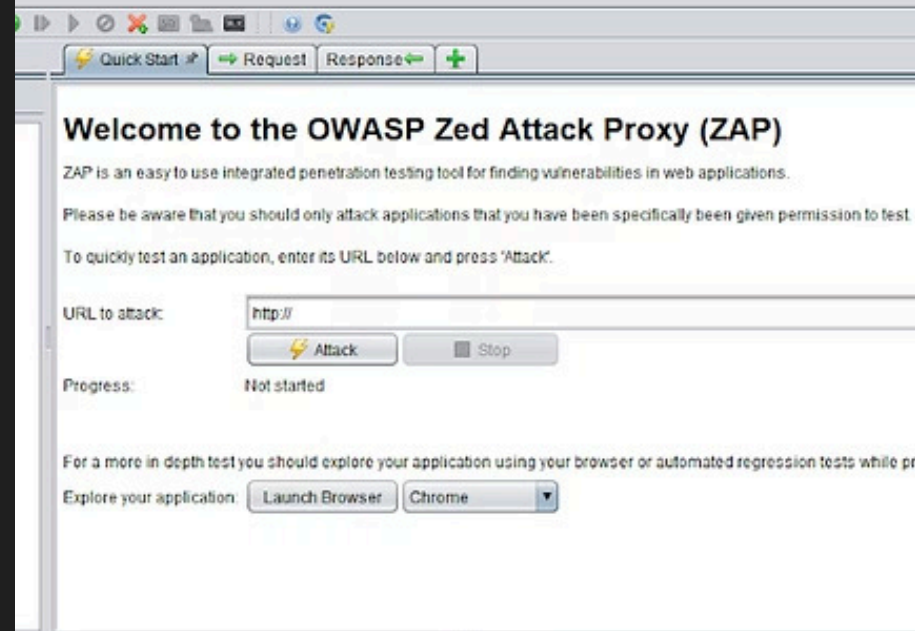 Quick Start Request Response
Welcome to the OWASP Zed Attack Proxy (ZAP)
ZAP is an easy to use integrated penetration testing tool for finding vulnerabilities in web applications.
Please be aware that you should only attack applications that you have been specifically been given permission to test.
To quickly test an application, enter its URL below and press 'Attack'.
URL to attack: http://
Attack Stop
Progress: Not started
For a more in depth test you should explore your application using your browser or automated regression tests while pr
Explore your application: Launch Browser Chrome